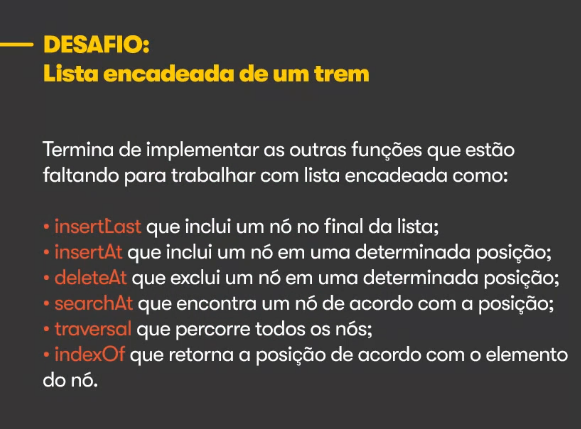 DESAFIO:
Lista encadeada de um trem
Termina de implementar as outras funções que estão
faltando para trabalhar com lista encadeada como:
• insertLast que inclui um nó no final da lista;
• insertAt que inclui um nó em uma determinada posição;
• deleteAt que exclui um nó em uma determinada posição;
• searchAt que encontra um nó de acordo com a posição;
• traversal que percorre todos os nós;
• indexOf que retorna a posição de acordo com o elemento
do nó.